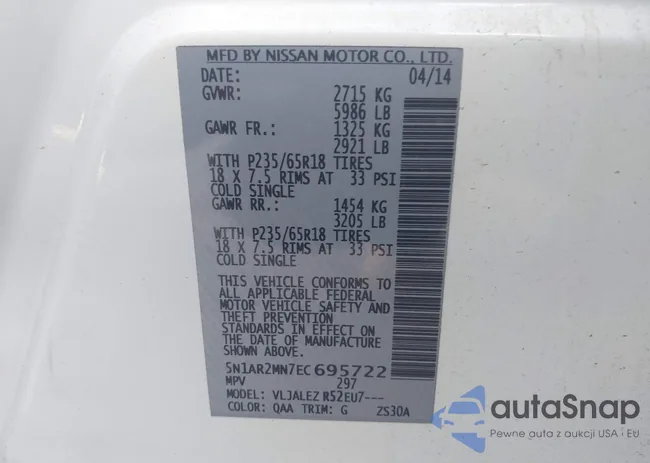 MFD BY NISSAN MOTOR CO., LTD.
DATE: 04/14
GVWR: 2715 KG
5986 LB
GAWR FR.: 1325 KG
2921 LB
WITH P235/65R18 TIRES
18 X 7.5 RIMS AT 33 PSI
COLD SINGLE
GAWR RR.: 1454 KG
3205 LB
WITH P235/65R18 TIRES
18 X 7.5 RIMS AT 33 PSI
COLD SINGLE
THIS VEHICLE CONFORMS TO
ALL APPLICABLE FEDERAL
MOTOR VEHICLE SAFETY AND
THEFT PREVENTION
STANDARDS IN EFFECT ON
THE DATE OF MANUFACTURE
SHOWN ABOVE.
5N1AR2MN7EC695722
MPV 297
MODEL: VLJALEZ R52EU7---
COLOR: QAA TRIM: G ZS30A
autaSnap
Pewne auta z aukcji USA i EU